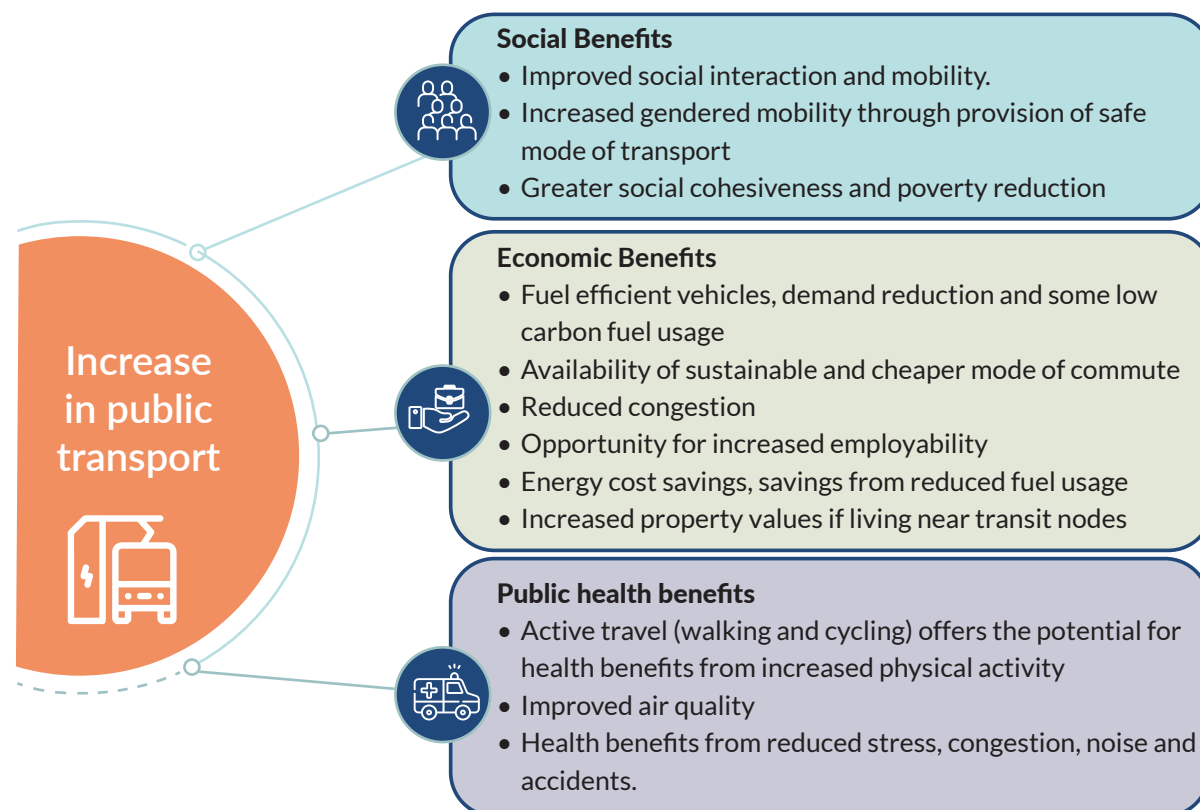 Increase
in public
transport
Social Benefits
• Improved social interaction and mobility.
• Increased gendered mobility through provision of safe
mode of transport
• Greater social cohesiveness and poverty reduction
Economic Benefits
• Fuel efficient vehicles, demand reduction and some low
carbon fuel usage
• Availability of sustainable and cheaper mode of commute
• Reduced congestion
• Opportunity for increased employability
• Energy cost savings, savings from reduced fuel usage
• Increased property values if living near transit nodes
Public health benefits
• Active travel (walking and cycling) offers the potential for
health benefits from increased physical activity
• Improved air quality
• Health benefits from reduced stress, congestion, noise and
accidents.